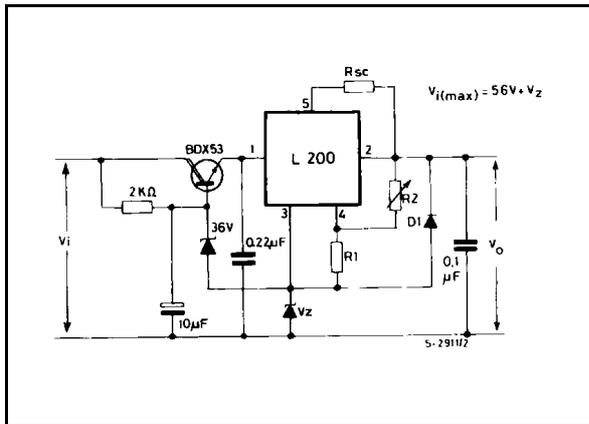 Rsc
Vi(max) = 56V + Vz
5
BDX53
1
L 200
2
2KΩ
3
4
R2
36V
D1
Vi
0.22µF
R1
0,1
µF
Vo
10µF
Vz
S-2911/2